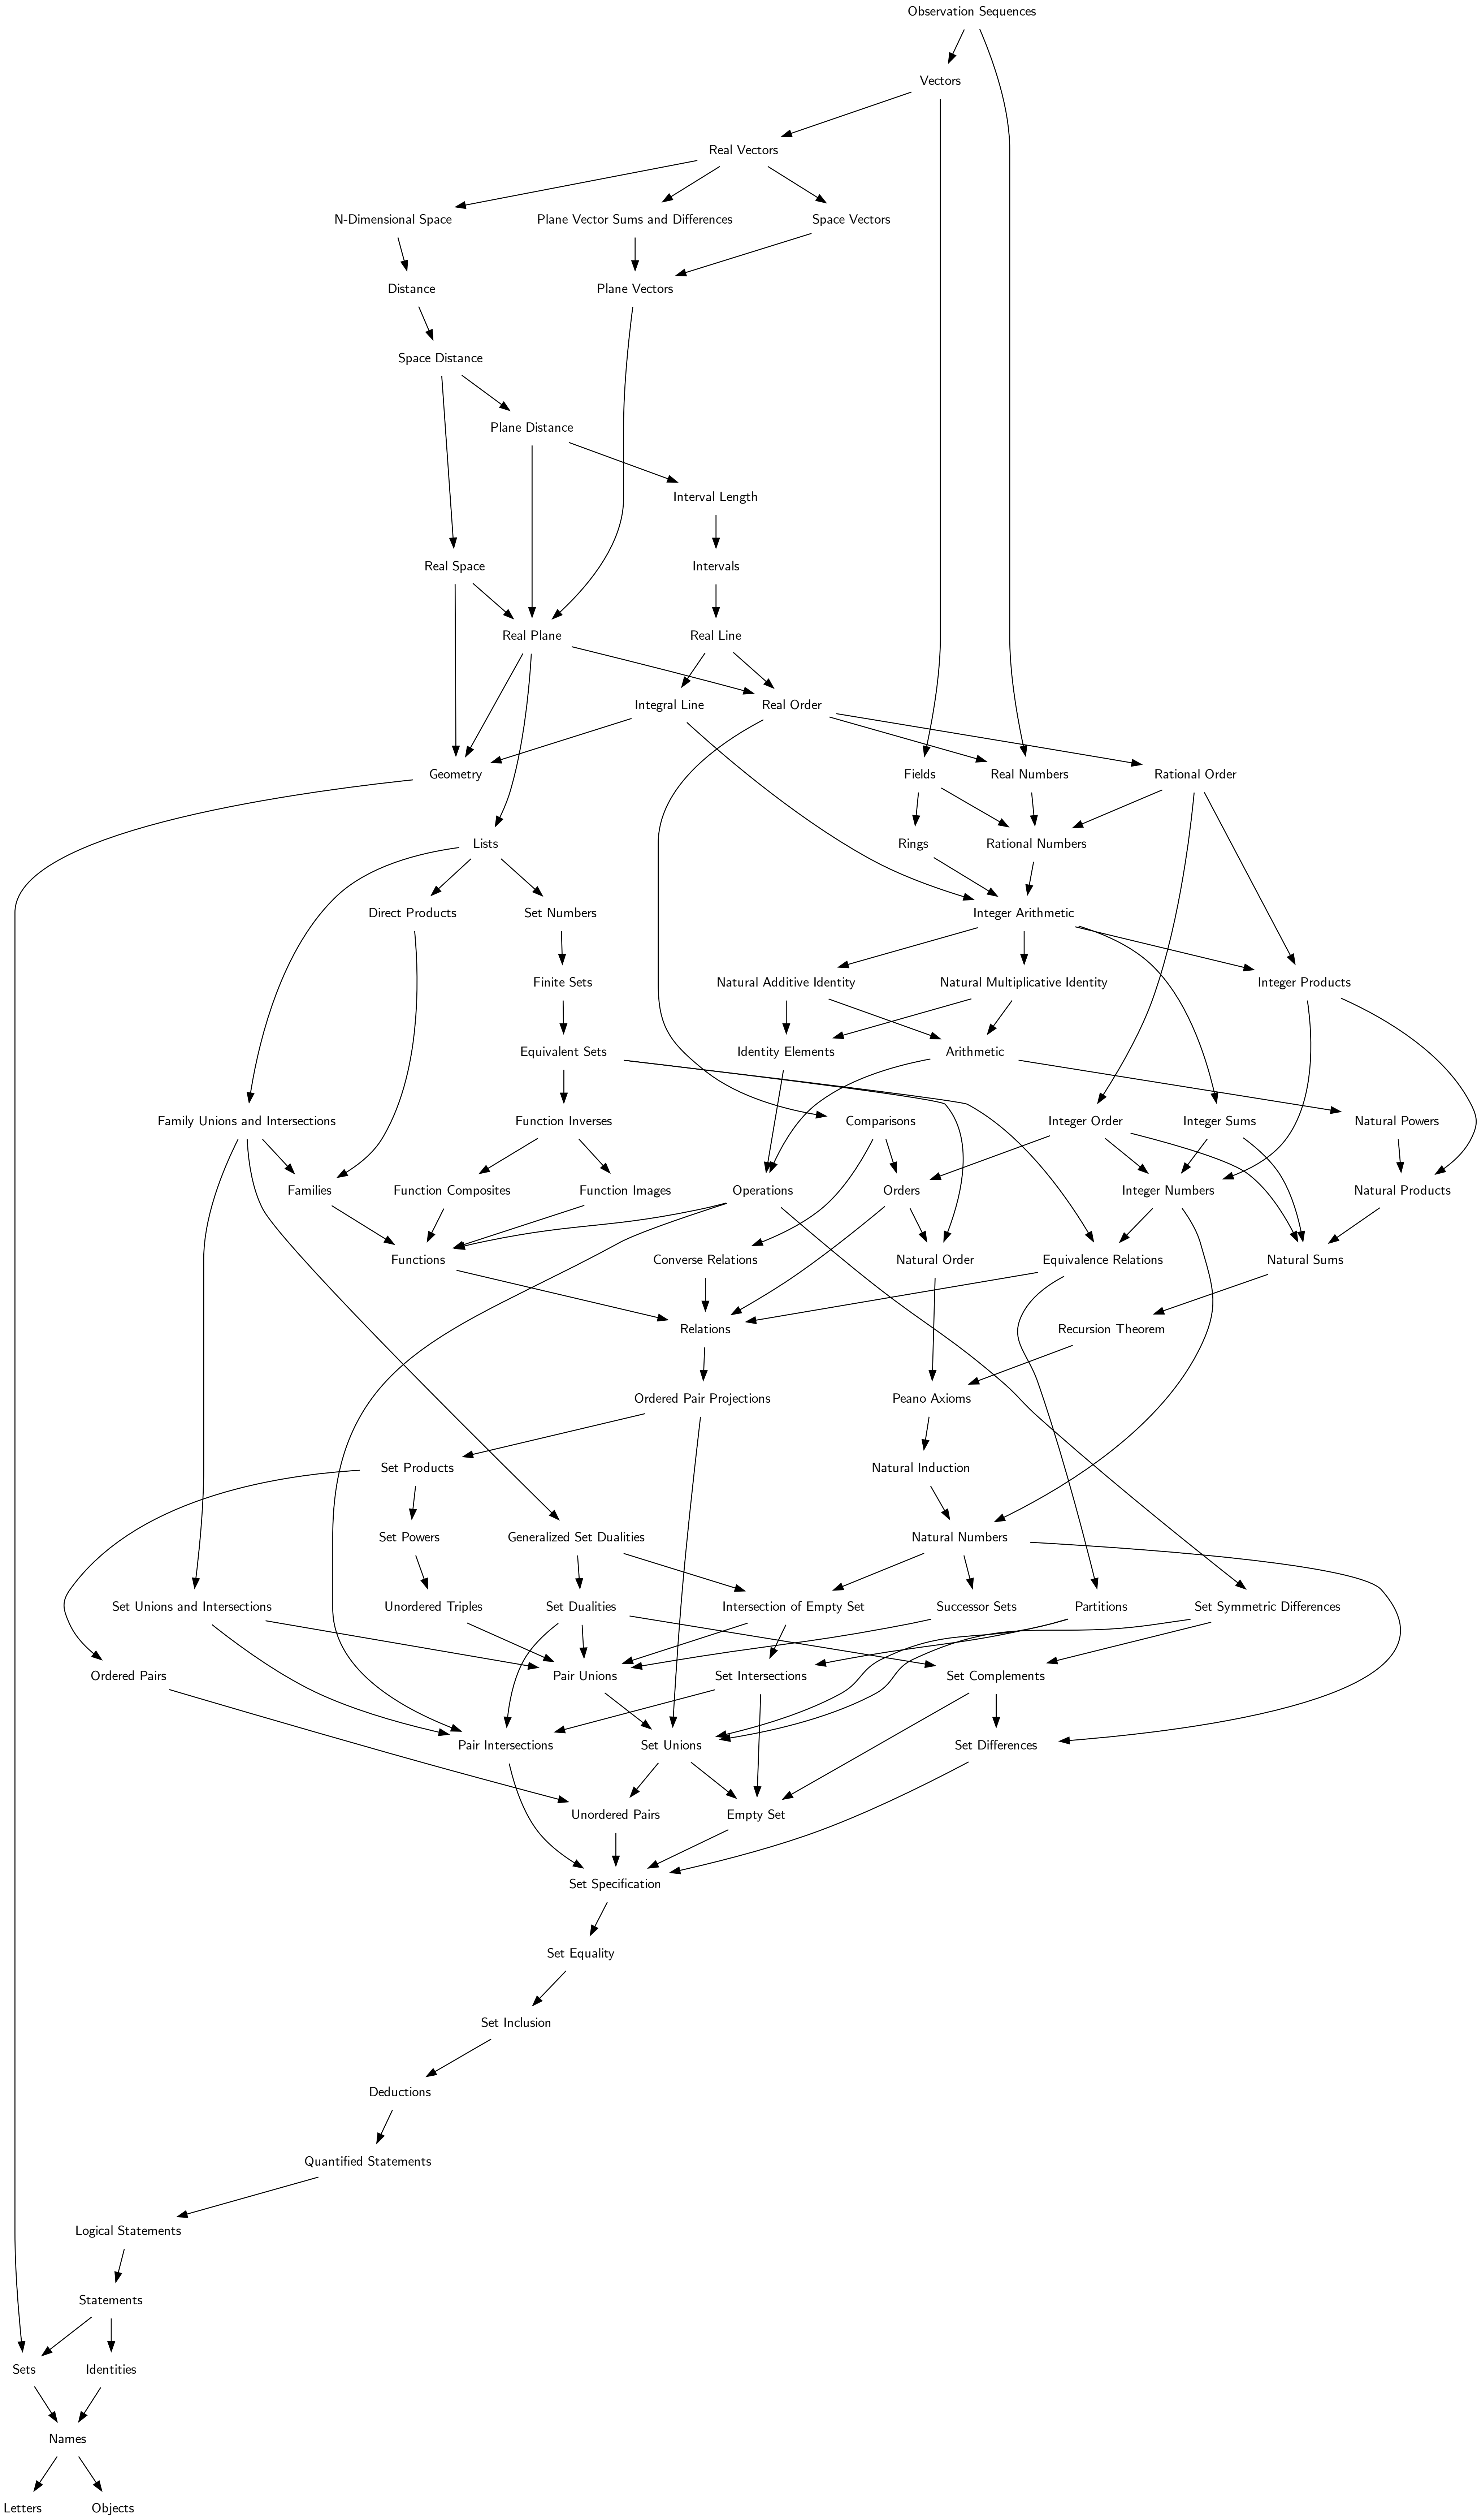 Observation Sequences
Vectors
Real Vectors
N-Dimensional Space
Plane Vector Sums and Differences
Space Vectors
Distance
Plane Vectors
Space Distance
Plane Distance
Interval Length
Real Space
Intervals
Real Plane
Real Line
Integral Line
Real Order
Geometry
Fields
Real Numbers
Rational Order
Lists
Rings
Rational Numbers
Direct Products
Set Numbers
Integer Arithmetic
Finite Sets
Natural Additive Identity
Natural Multiplicative Identity
Integer Products
Equivalent Sets
Identity Elements
Arithmetic
Family Unions and Intersections
Function Inverses
Comparisons
Integer Order
Integer Sums
Natural Powers
Families
Function Composites
Function Images
Operations
Orders
Integer Numbers
Natural Products
Functions
Converse Relations
Natural Order
Equivalence Relations
Natural Sums
Relations
Recursion Theorem
Ordered Pair Projections
Peano Axioms
Set Products
Natural Induction
Set Powers
Generalized Set Dualities
Natural Numbers
Set Unions and Intersections
Unordered Triples
Set Dualities
Intersection of Empty Set
Successor Sets
Partitions
Set Symmetric Differences
Ordered Pairs
Pair Unions
Set Intersections
Set Complements
Pair Intersections
Set Unions
Set Differences
Unordered Pairs
Empty Set
Set Specification
Set Equality
Set Inclusion
Deductions
Quantified Statements
Logical Statements
Statements
Sets
Identities
Names
Letters
Objects